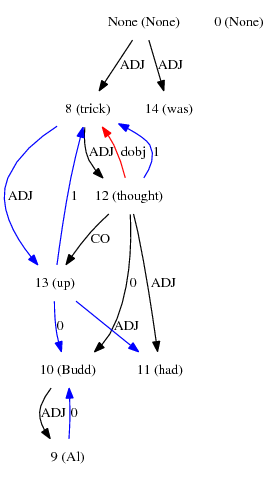 None (None) 0 (None)
ADJ ADJ
8 (trick) 14 (was)
ADJ dobj 1
ADJ 1 12 (thought)
CO
13 (up)
0 ADJ 0 ADJ
10 (Budd) 11 (had)
ADJ 0
9 (Al)